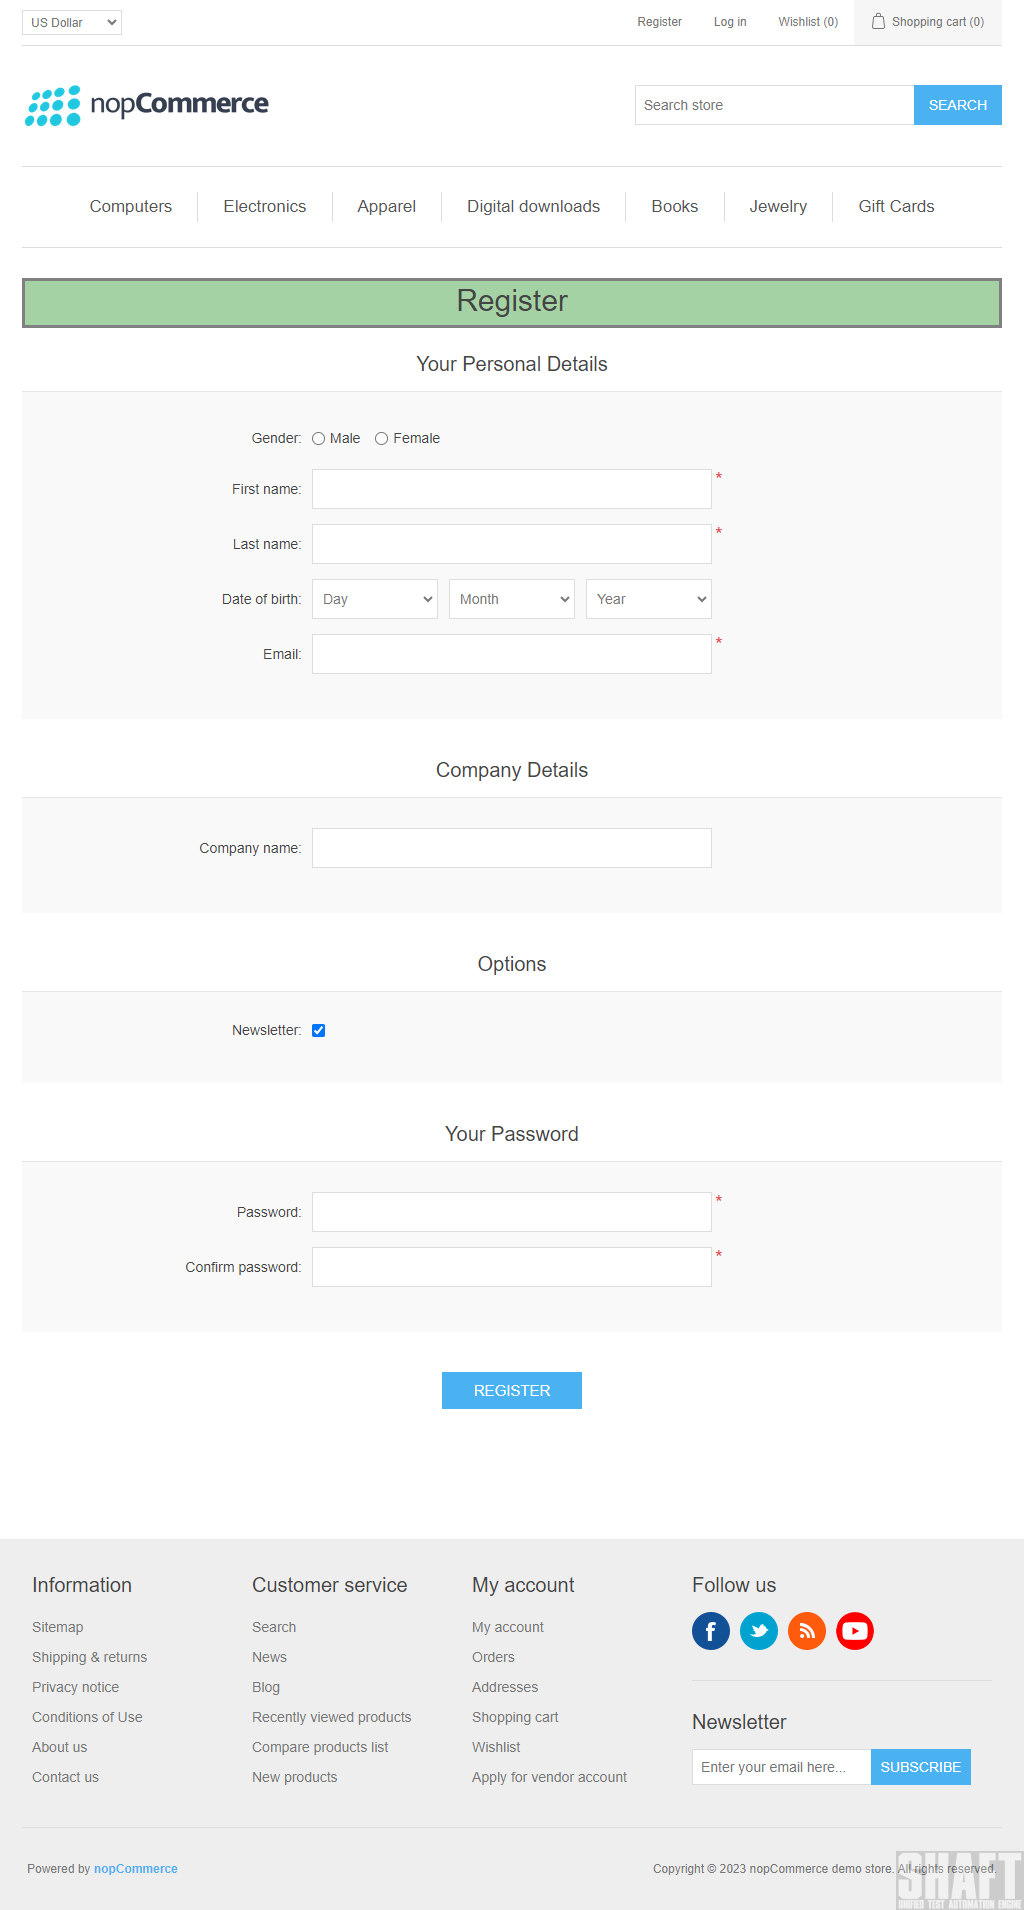 US Dollar Register Log in Wishlist (0) Shopping cart (0)
nopCommerce Search store SEARCH
Computers Electronics Apparel Digital downloads Books Jewelry Gift Cards
Register
Your Personal Details
Gender: Male Female
First name: *
Last name: *
Date of birth: Day Month Year
Email: *
Company Details
Company name:
Options
Newsletter:
Your Password
Password: *
Confirm password: *
REGISTER
Information
Sitemap
Shipping & returns
Privacy notice
Conditions of Use
About us
Contact us
Customer service
Search
News
Blog
Recently viewed products
Compare products list
New products
My account
My account
Orders
Addresses
Shopping cart
Wishlist
Apply for vendor account
Follow us
Newsletter
Enter your email here... SUBSCRIBE
Powered by nopCommerce
Copyright © 2023 nopCommerce demo store. All rights reserved.
SHAFT
UNIFIED TEST AUTOMATION ENGINE